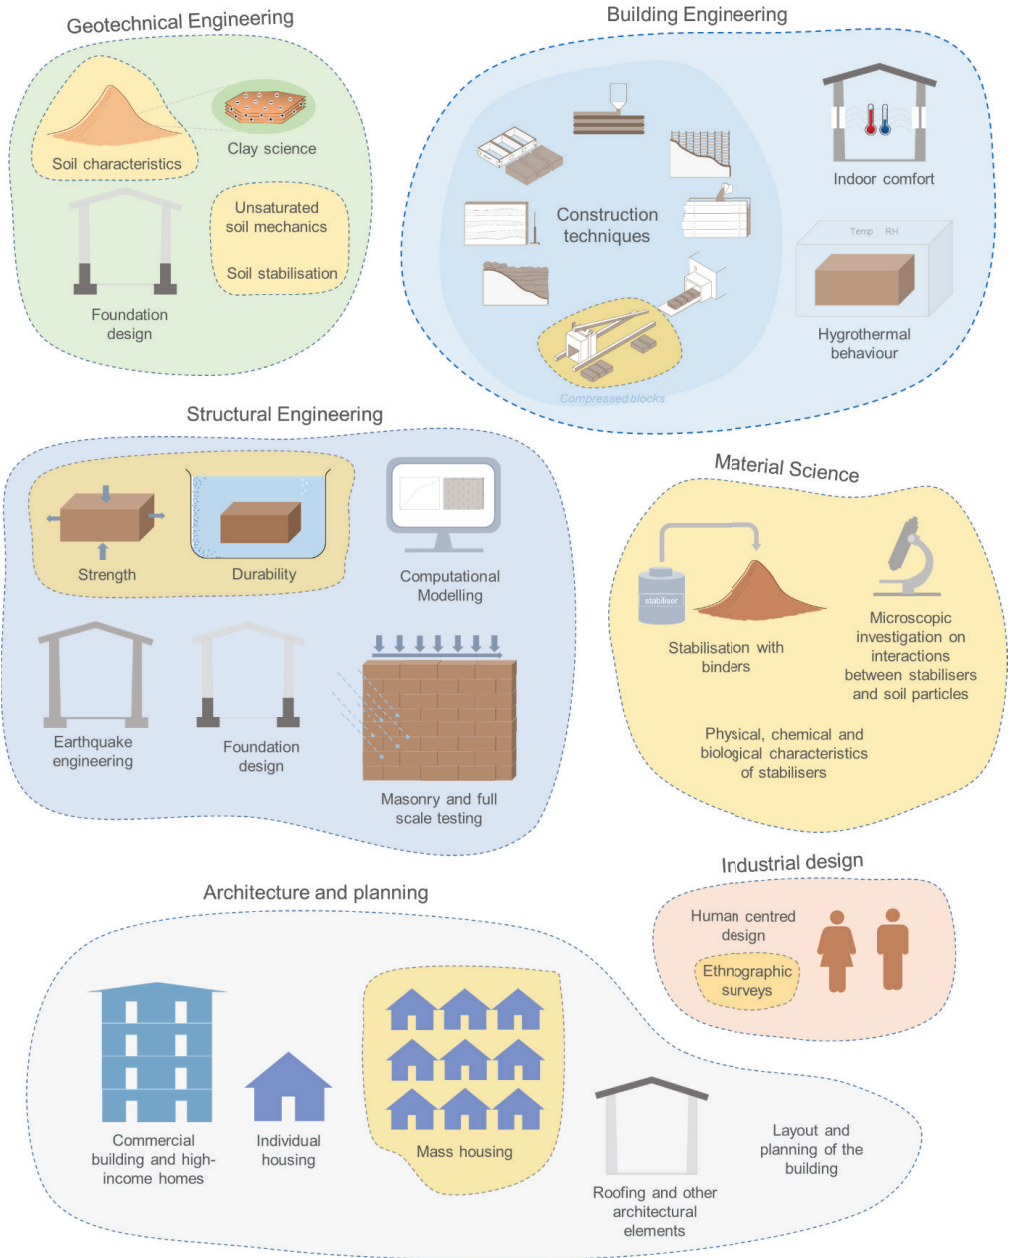 Geotechnical Engineering
Soil characteristics
Clay science
Unsaturated
soil mechanics
Soil stabilisation
Foundation
design
Building Engineering
Construction
techniques
Compressed blocks
Indoor comfort
Temp RH
Hygrothermal
behaviour
Structural Engineering
Strength
Durability
Computational
Modelling
Earthquake
engineering
Foundation
design
Masonry and full
scale testing
Material Science
stabiliser
Stabilisation with
binders
Microscopic
investigation on
interactions
between stabilisers
and soil particles
Physical, chemical and
biological characteristics
of stabilisers
Industrial design
Human centred
design
Ethnographic
surveys
Architecture and planning
Commercial
building and high-
income homes
Individual
housing
Mass housing
Roofing and other
architectural
elements
Layout and
planning of the
building